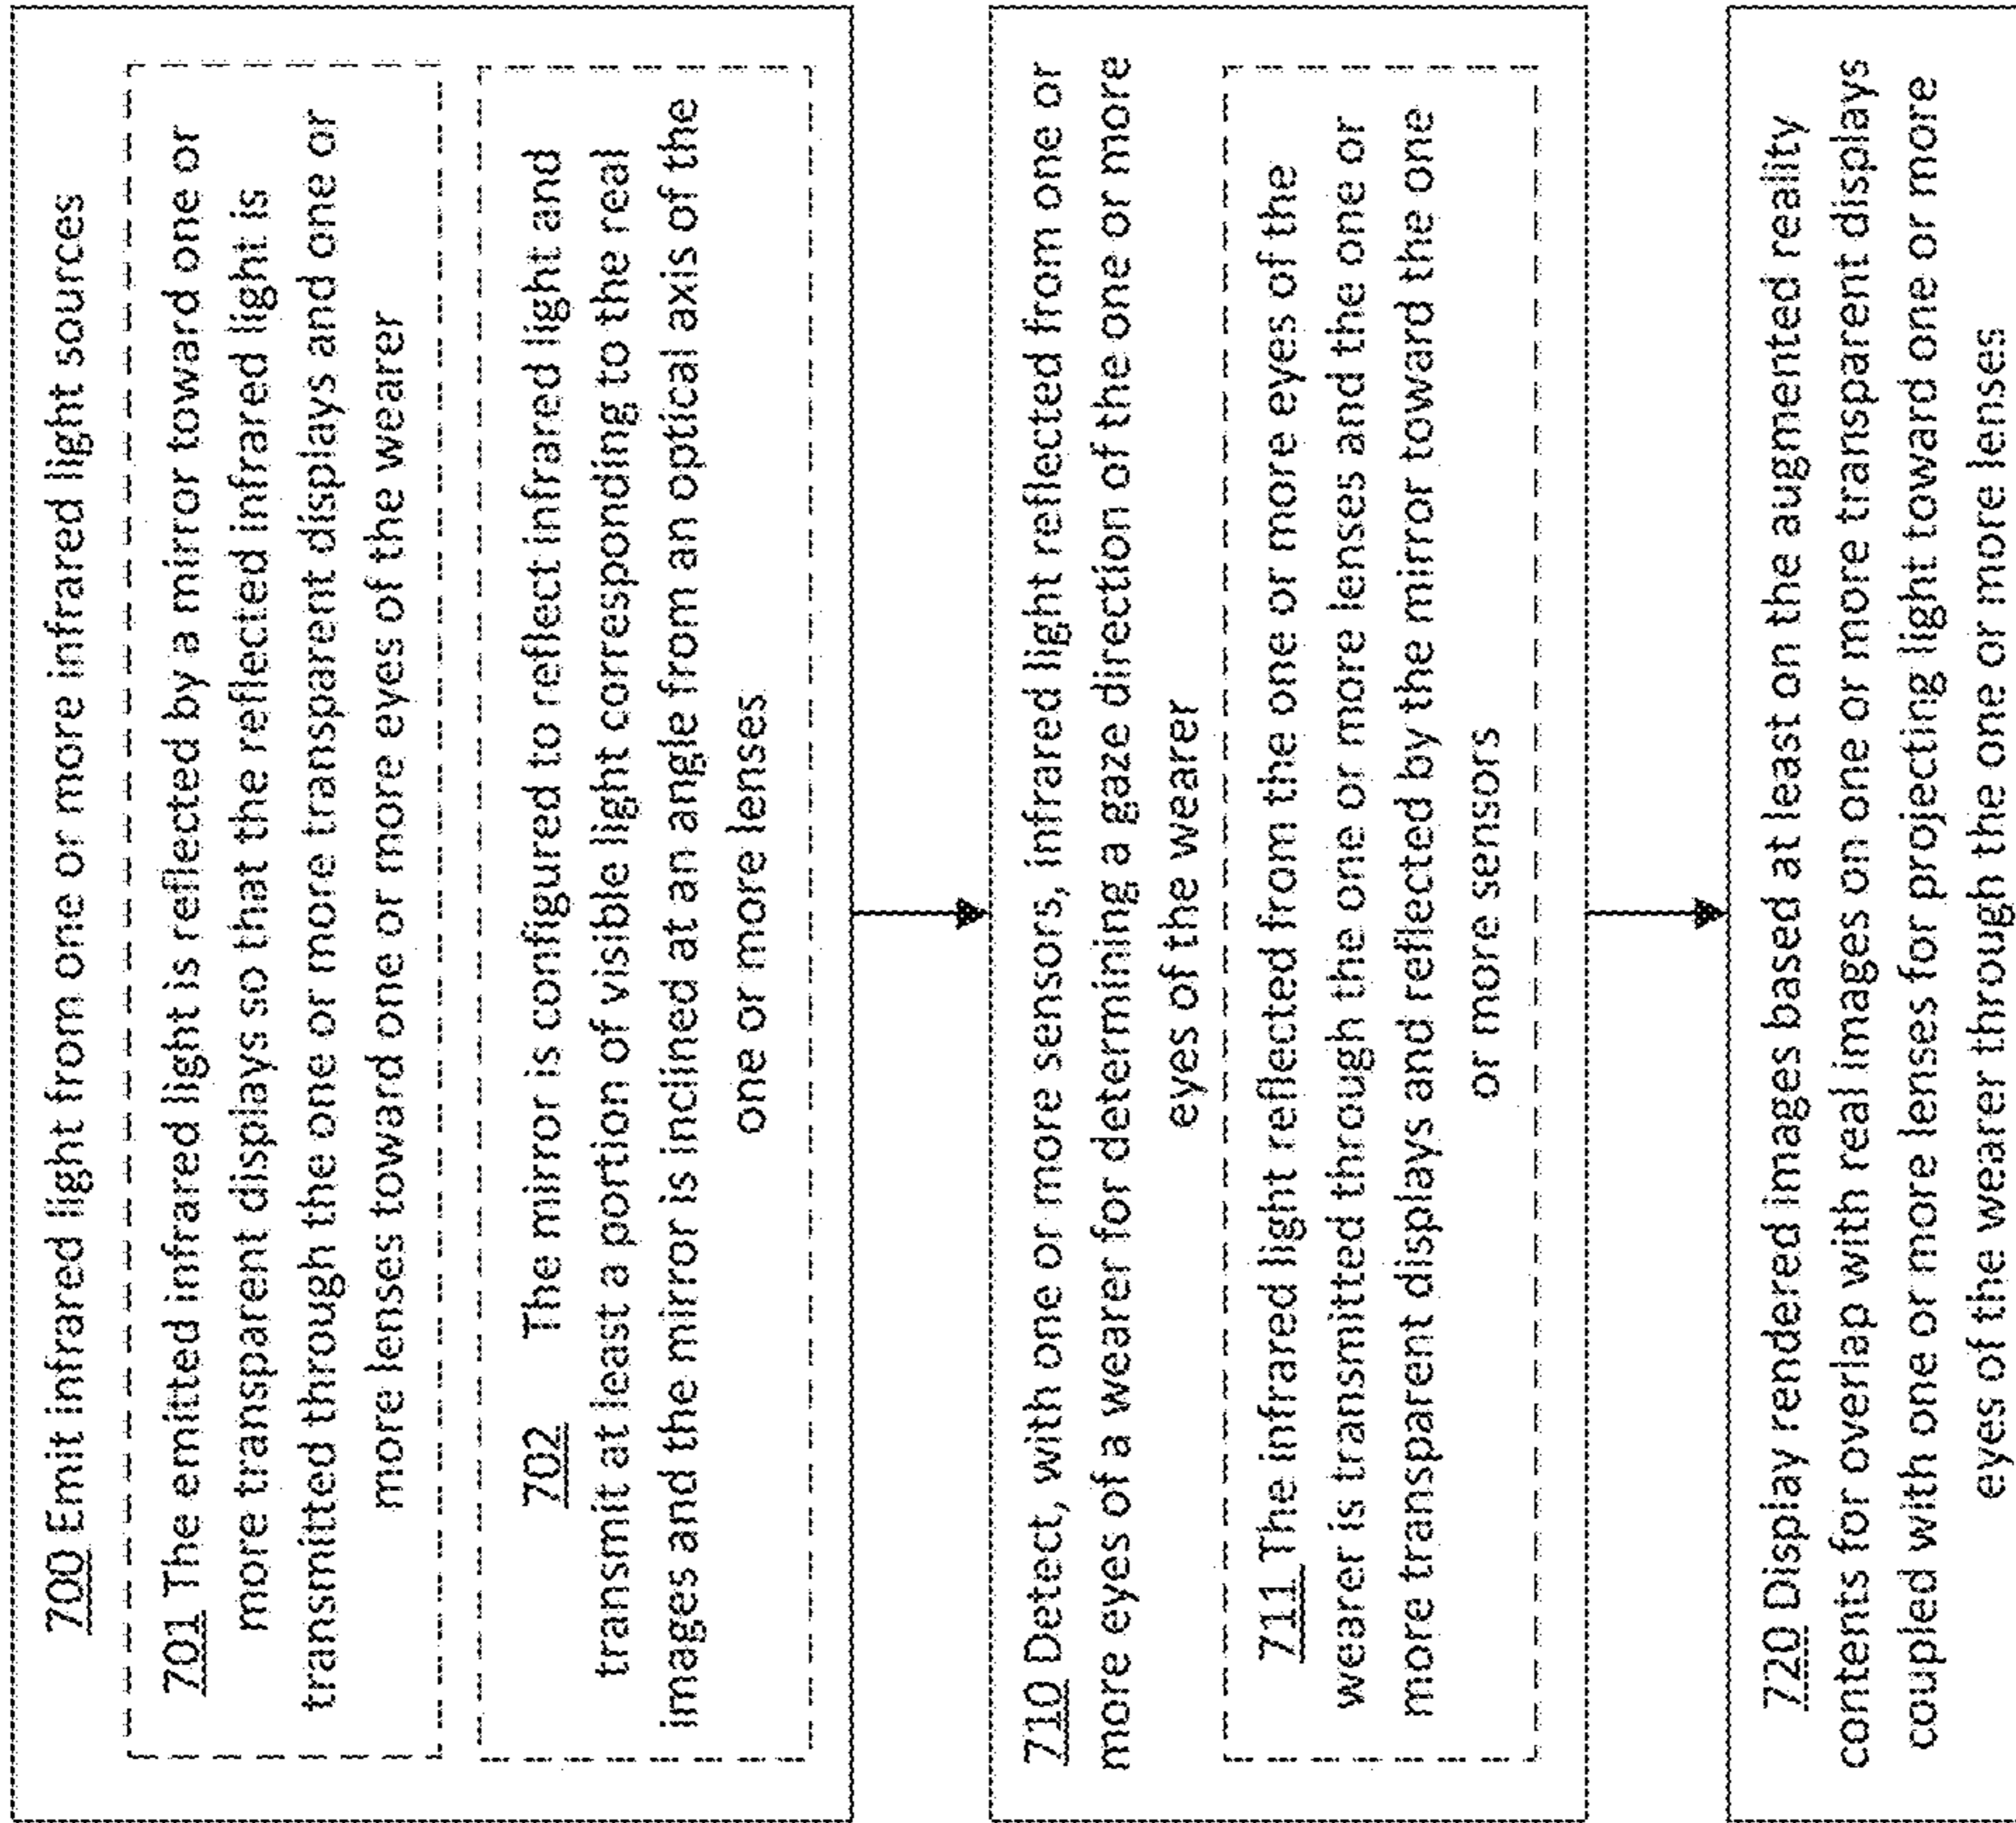 700 Emit infrared light from one or more infrared light sources
701 The emitted infrared light is reflected by a mirror toward one or
more transparent displays so that the reflected infrared light is
transmitted through the one or more transparent displays and one or
more lenses toward one or more eyes of the wearer
702 The mirror is configured to reflect infrared light and
transmit at least a portion of visible light corresponding to the real
images and the mirror is inclined at an angle from an optical axis of the
one or more lenses
710 Detect, with one or more sensors, infrared light reflected from one or
more eyes of a wearer for determining a gaze direction of the one or more
eyes of the wearer
711 The infrared light reflected from the one or more eyes of the
wearer is transmitted through the one or more lenses and the one or
more transparent displays and reflected by the mirror toward the one
or more sensors
720 Display rendered images based at least on the augmented reality
contents for overlap with real images on one or more transparent displays
coupled with one or more lenses for projecting light toward one or more
eyes of the wearer through the one or more lenses